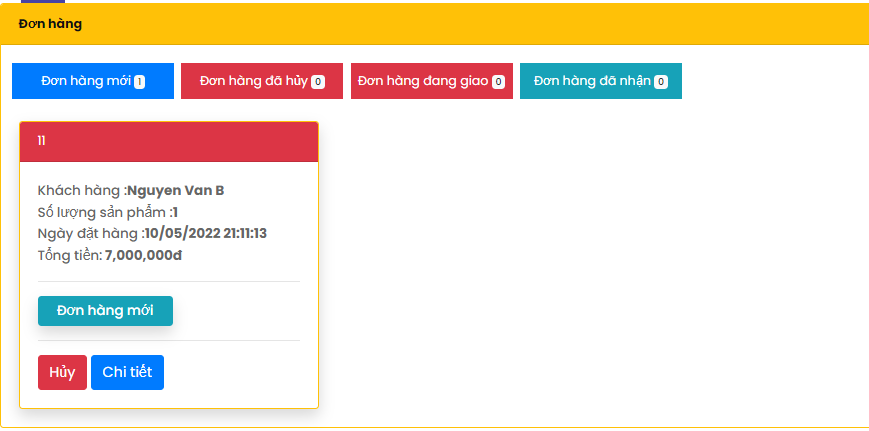 Đơn hàng
Đơn hàng mới 1 Đơn hàng đã hủy 0 Đơn hàng đang giao 0 Đơn hàng đã nhận 0
11
Khách hàng :Nguyen Van B
Số lượng sản phẩm :1
Ngày đặt hàng :10/05/2022 21:11:13
Tổng tiền: 7,000,000đ
Đơn hàng mới
Hủy Chi tiết